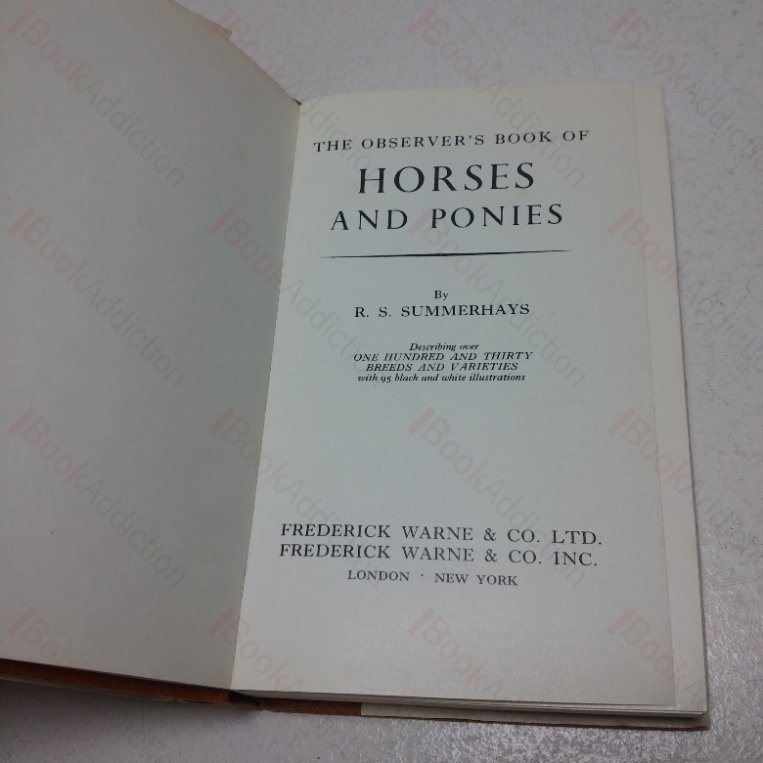 THE OBSERVER'S BOOK OF
HORSES
AND PONIES
By
R. S. SUMMERHAYS
Describing over
ONE HUNDRED AND THIRTY
BREEDS AND VARIETIES
with 95 black and white illustrations
FREDERICK WARNE & CO. LTD.
FREDERICK WARNE & CO. INC.
LONDON · NEW YORK
BookAddiction